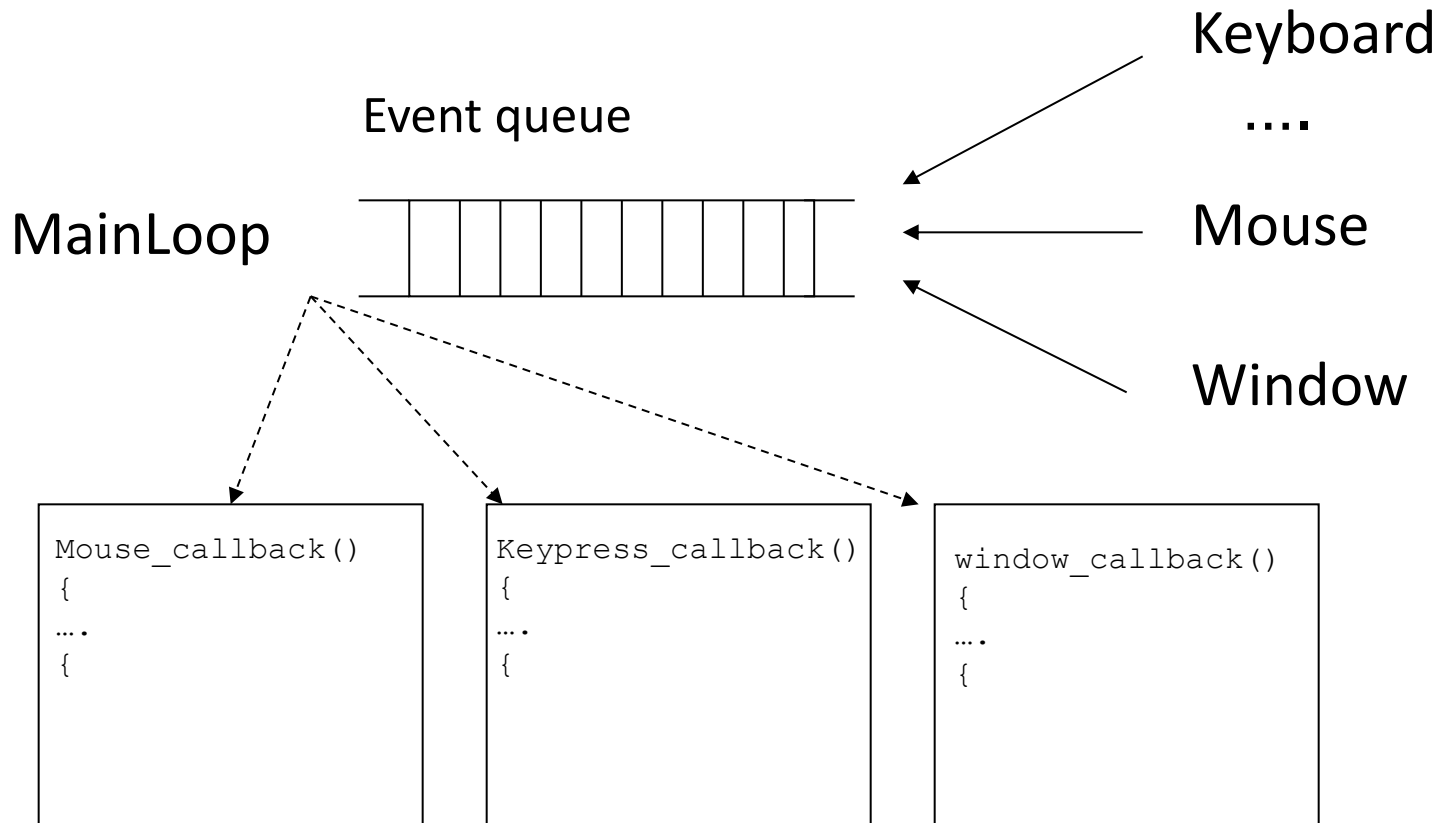 Keyboard
....
Event queue
MainLoop
Mouse
Window
Mouse_callback()
{
….
{
Keypress_callback()
{
….
{
window_callback()
{
….
{